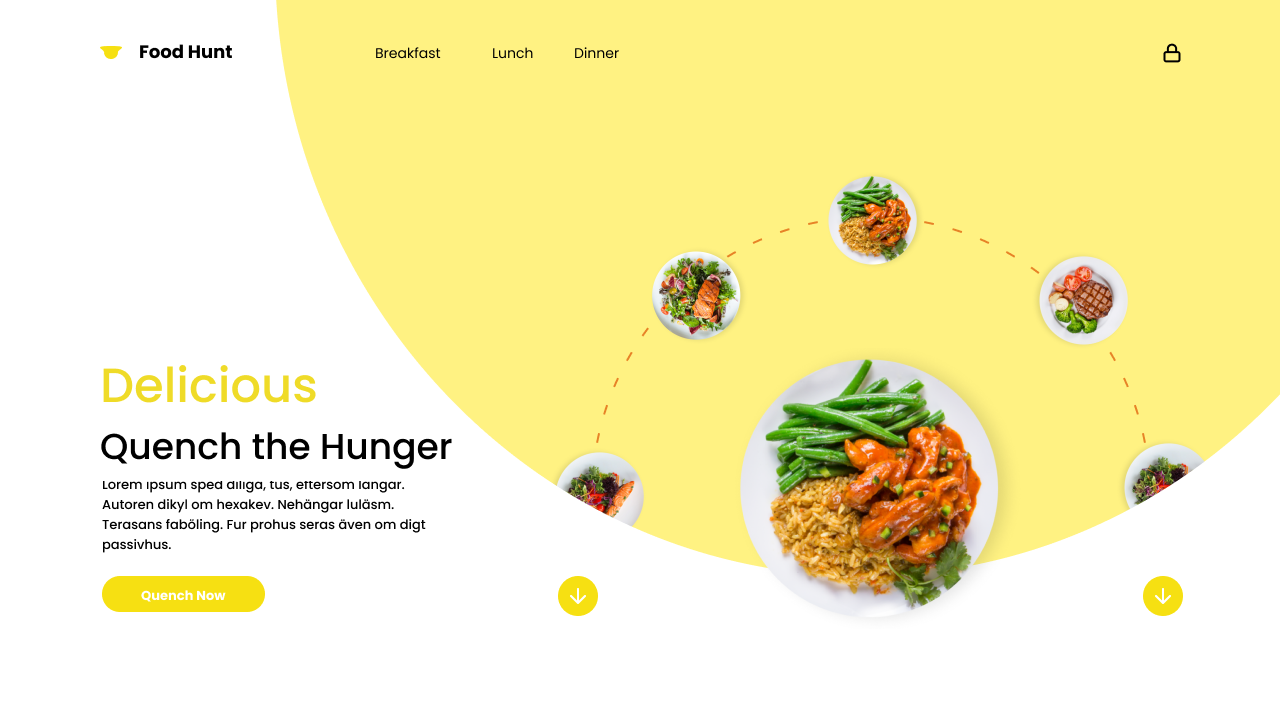 Food Hunt
Breakfast
Lunch
Dinner
Delicious
Quench the Hunger
Lorem ipsum sped diliga, tus, eftersom langar.
Autoren dikyl om hexakev. Nehängar luläsm.
Terasans faböling. Fur prohus seras även om digt
passivhus.
Quench Now